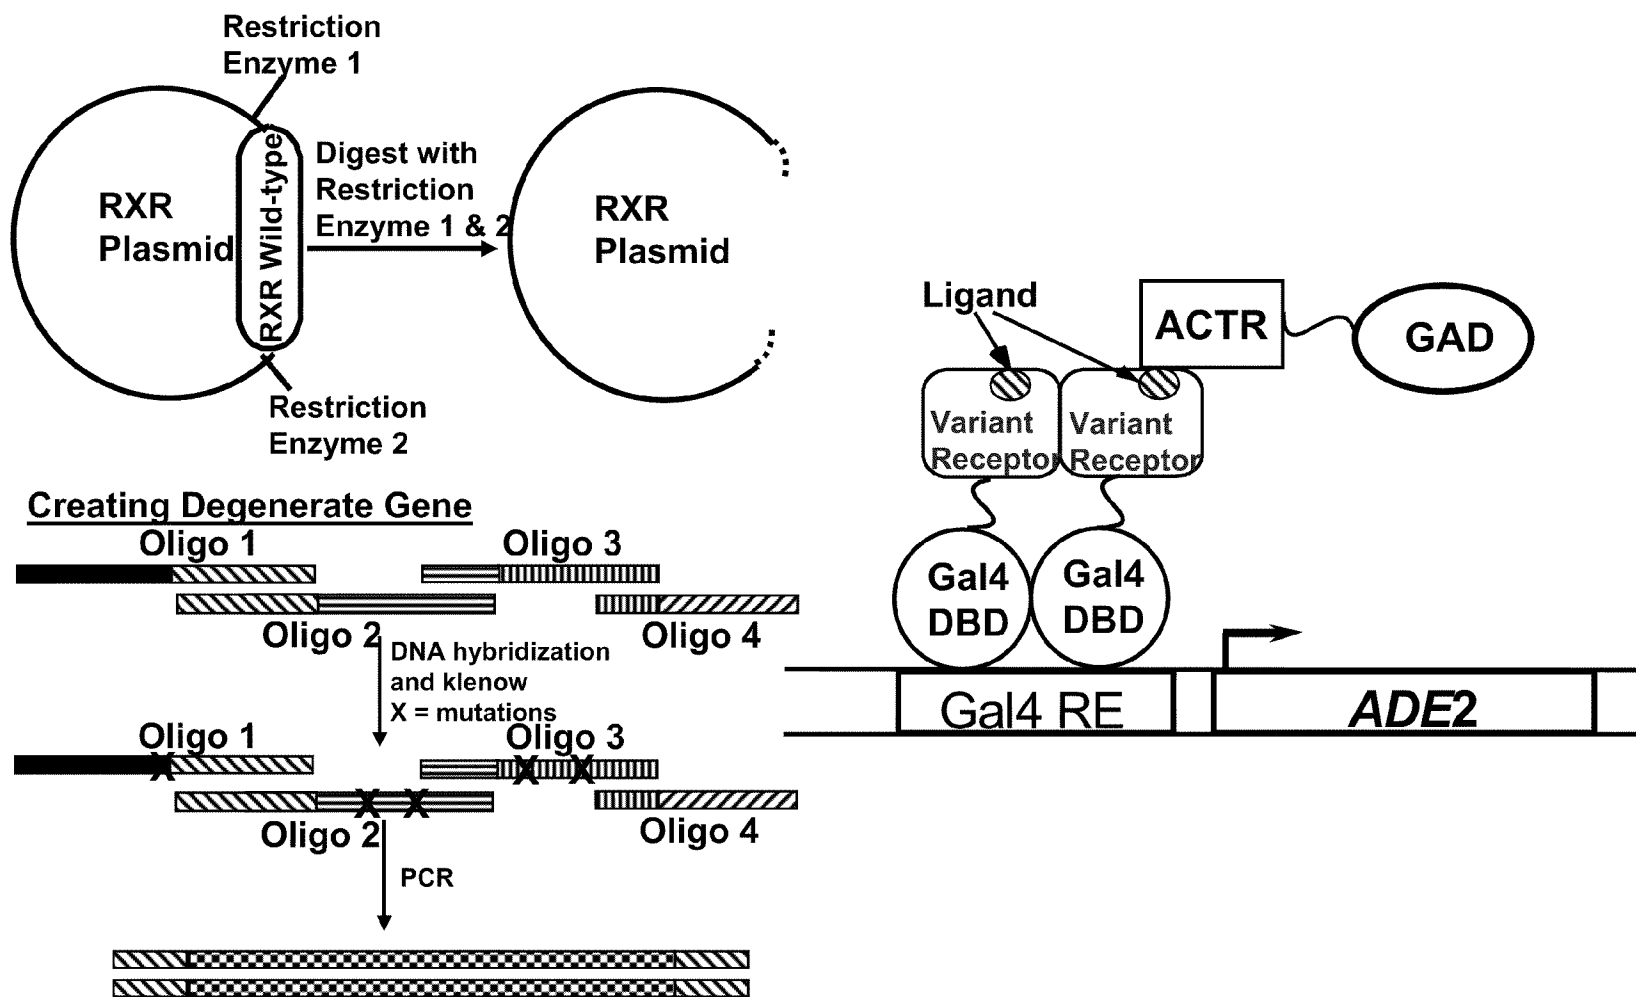 Restriction
Enzyme 1
RXR Wild-type
RXR
Plasmid
Digest with
Restriction
Enzyme 1 & 2
RXR
Plasmid
Restriction
Enzyme 2
Creating Degenerate Gene
Oligo 1
Oligo 3
Oligo 2
Oligo 4
DNA hybridization
and klenow
X = mutations
Oligo 1
Oligo 3
X
X
X
X
X
Oligo 2
Oligo 4
PCR
Ligand
ACTR
GAD
Variant
Receptor
Variant
Receptor
Gal4
DBD
Gal4
DBD
Gal4 RE
ADE2